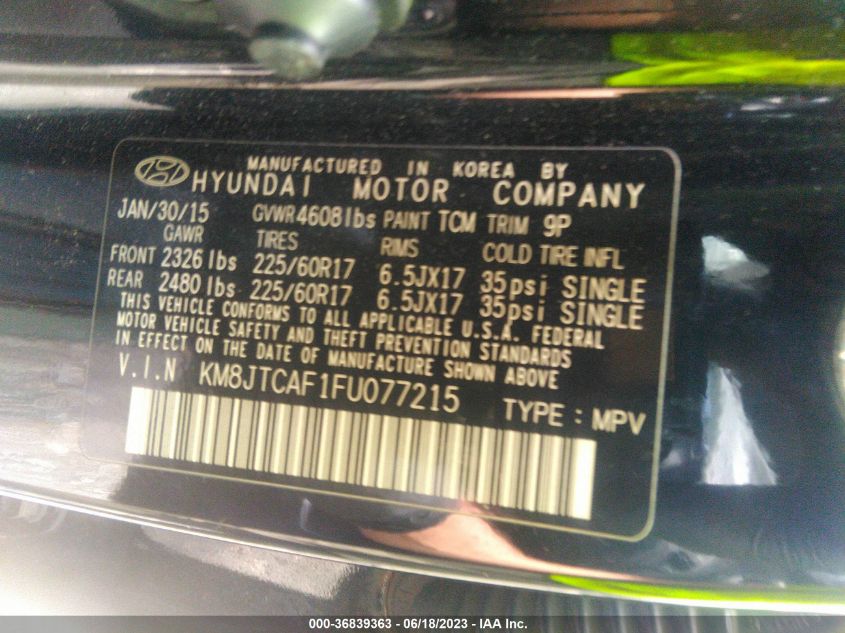 MANUFACTURED IN KOREA BY
HYUNDAI MOTOR COMPANY
JAN/30/15 GVWR4608lbs PAINT TCM TRIM 9P
GAWR TIRES RMS COLD TIRE INFL
FRONT 2326 lbs 225/60R17 6.5JX17 35psi SINGLE
REAR 2480 lbs 225/60R17 6.5JX17 35psi SINGLE
THIS VEHICLE CONFORMS TO ALL APPLICABLE U.S.A. FEDERAL
MOTOR VEHICLE SAFETY AND THEFT PREVENTION STANDARDS
IN EFFECT ON THE DATE OF MANUFACTURE SHOWN ABOVE
V.I.N KM8JTCAF1FU077215 TYPE : MPV
000-36839363 - 06/18/2023 - IAA Inc.